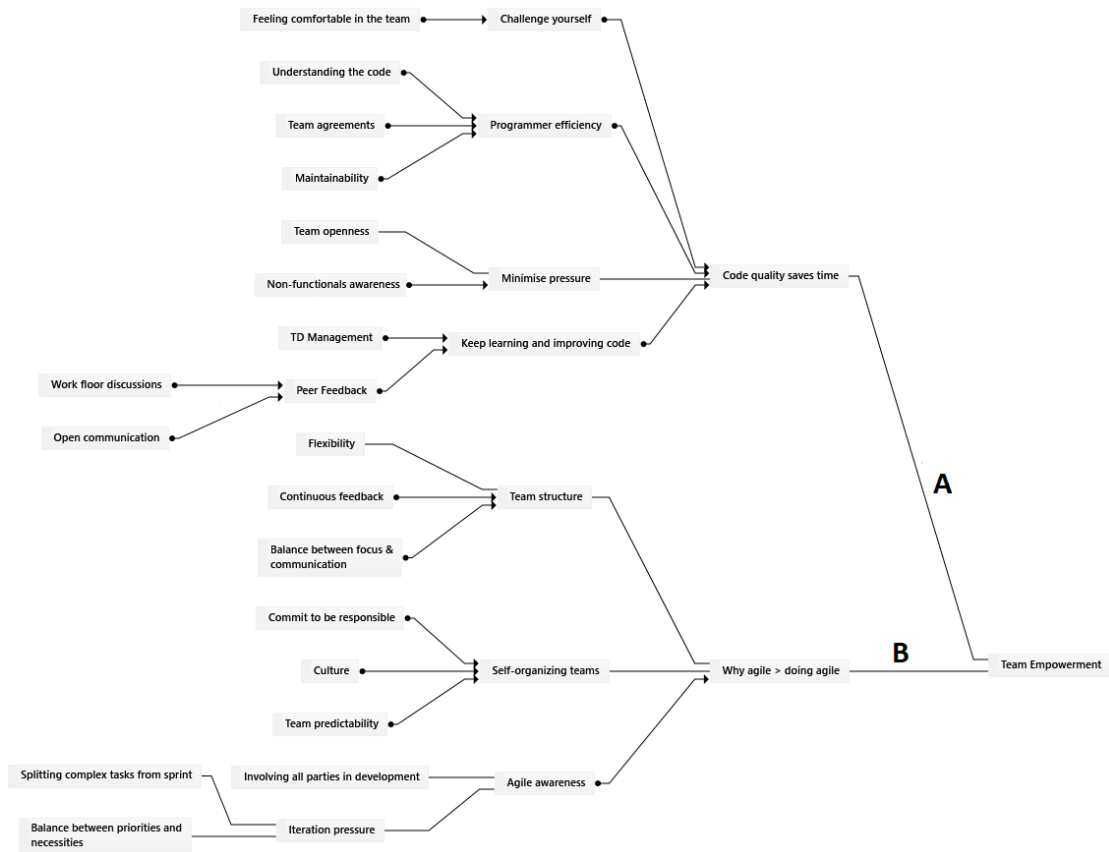 Feeling comfortable in the team
Challenge yourself
Understanding the code
Team agreements
Programmer efficiency
Maintainability
Team openness
Minimise pressure
Code quality saves time
Non-functionals awareness
TD Management
Keep learning and improving code
Work floor discussions
Peer Feedback
Open communication
Flexibility
Continuous feedback
Team structure
A
Balance between focus &
communication
Commit to be responsible
Culture
Self-organizing teams
Why agile > doing agile
B
Team Empowerment
Team predictability
Splitting complex tasks from sprint
Involving all parties in development
Agile awareness
Balance between priorities and
necessities
Iteration pressure